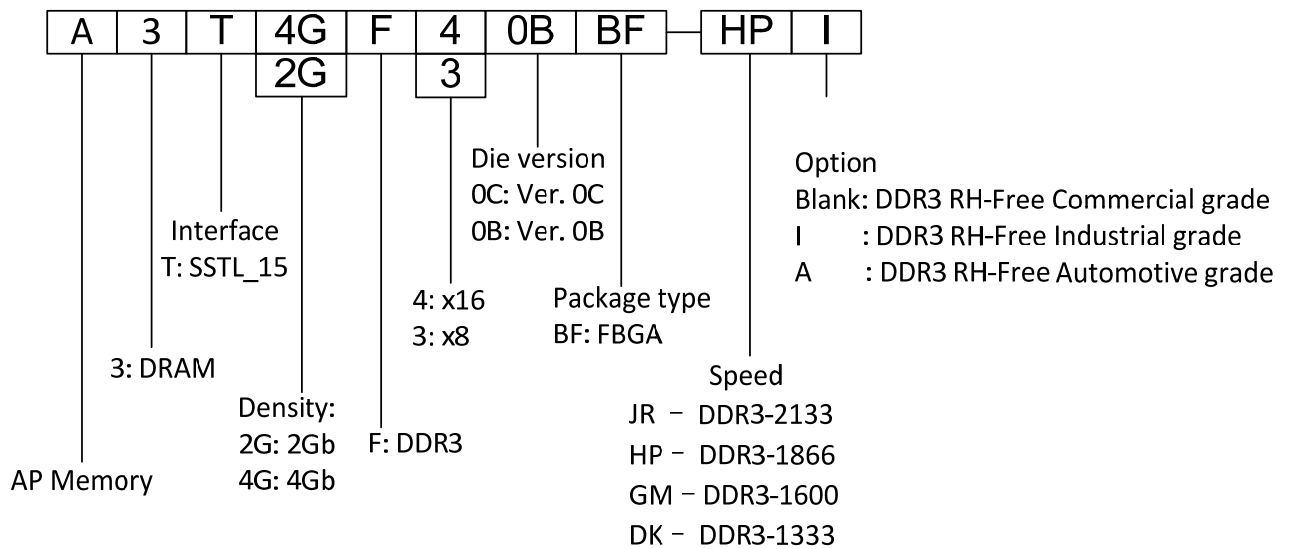 A 3 T 4G F 4 0B BF HP I
2G 3
Die version
0C: Ver. 0C
0B: Ver. 0B
Option
Blank: DDR3 RH-Free Commercial grade
I : DDR3 RH-Free Industrial grade
A : DDR3 RH-Free Automotive grade
Interface
T: SSTL_15
4: x16
3: x8
Package type
BF: FBGA
3: DRAM
Speed
JR – DDR3-2133
HP – DDR3-1866
GM – DDR3-1600
DK – DDR3-1333
Density:
2G: 2Gb
4G: 4Gb
F: DDR3
AP Memory